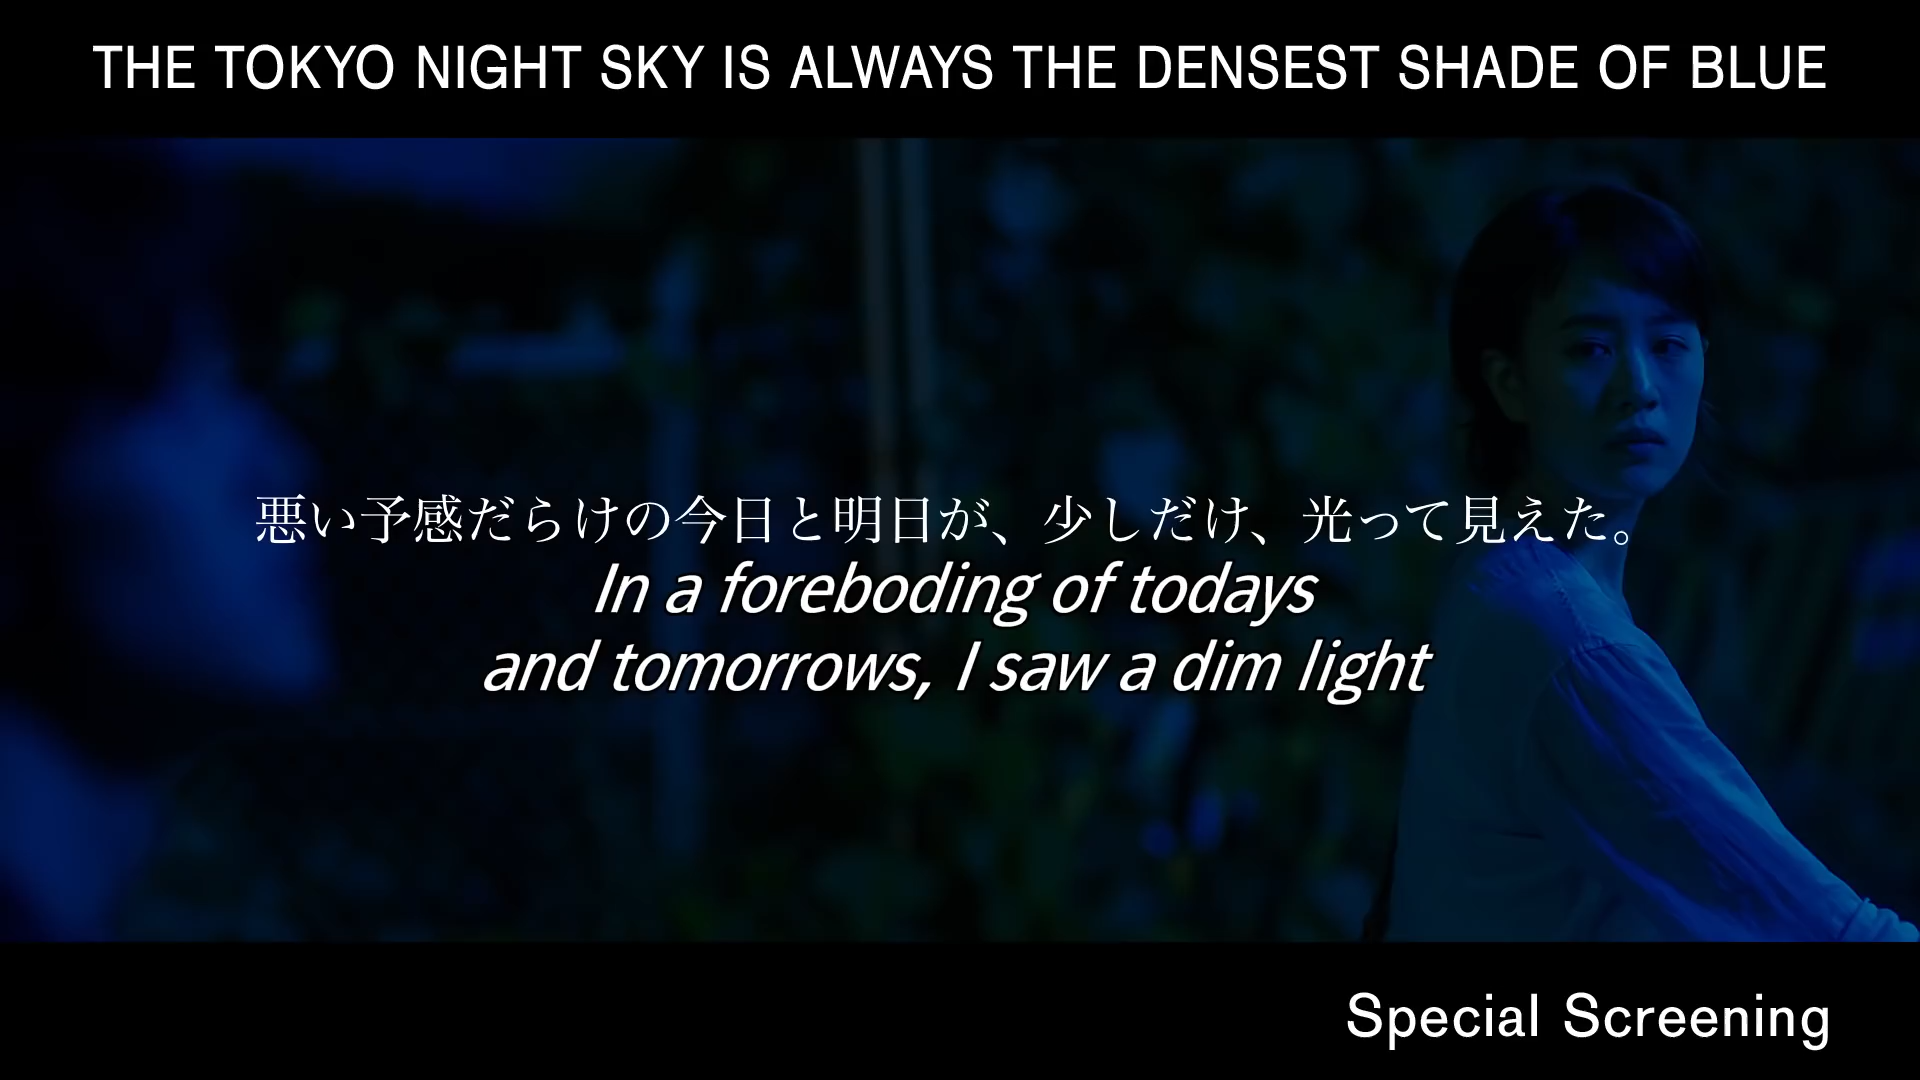 THE TOKYO NIGHT SKY IS ALWAYS THE DENSEST SHADE OF BLUE
悪い予感だらけの今日と明日が、少しだけ、光って見えた。
In a foreboding of todays
and tomorrows, I saw a dim light
Special Screening